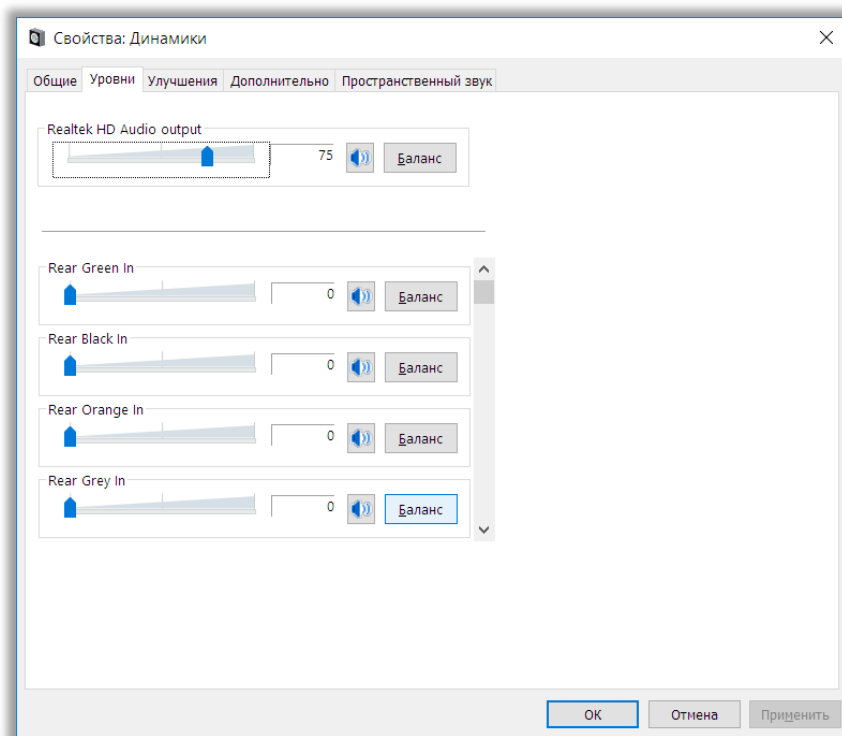 Свойства: Динамики
Общие Уровни Улучшения Дополнительно Пространственный звук
Realtek HD Audio output
75 Баланс
Rear Green In
0 Баланс
Rear Black In
0 Баланс
Rear Orange In
0 Баланс
Rear Grey In
0 Баланс
ОК Отмена Применить